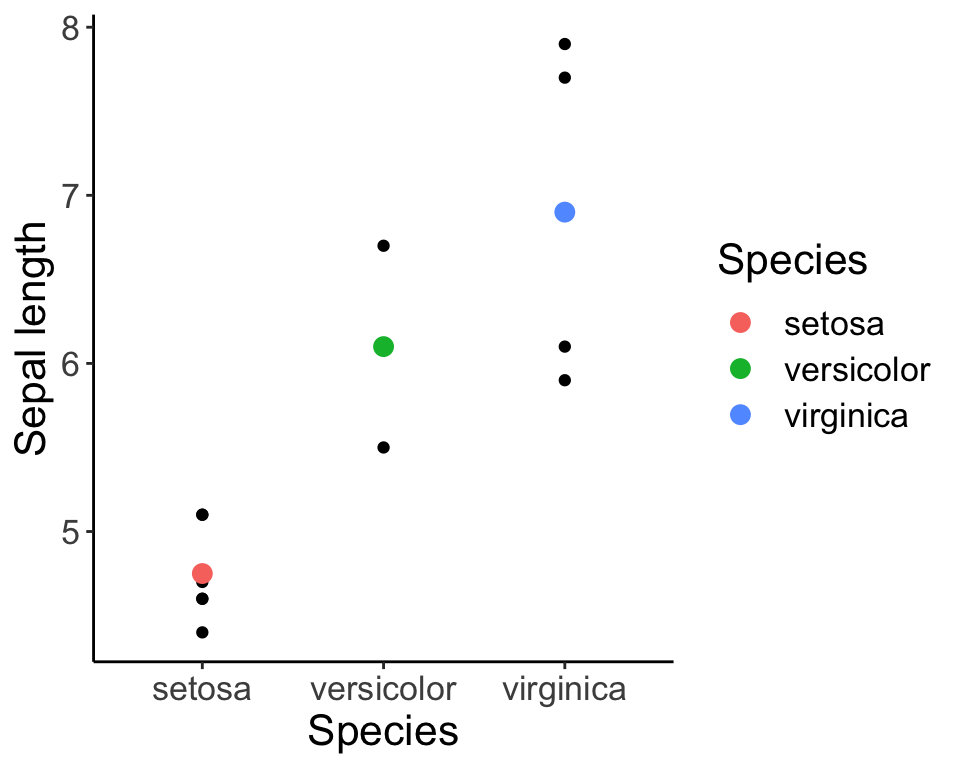 8
7
6
5
Sepal length
setosa
versicolor
virginica
Species
Species
setosa
versicolor
virginica